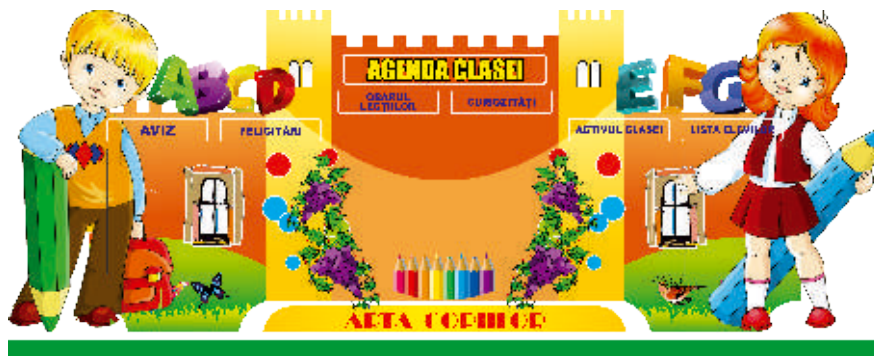 ABCD
EFG
AGENDA CLASEI
ORARUL
LECȚIILOR
CURIOZITĂȚI
AVIZ
FELICITĂRI
ACTIVUL CLASEI
LISTA ELEVILOR
ARTA COPIILOR